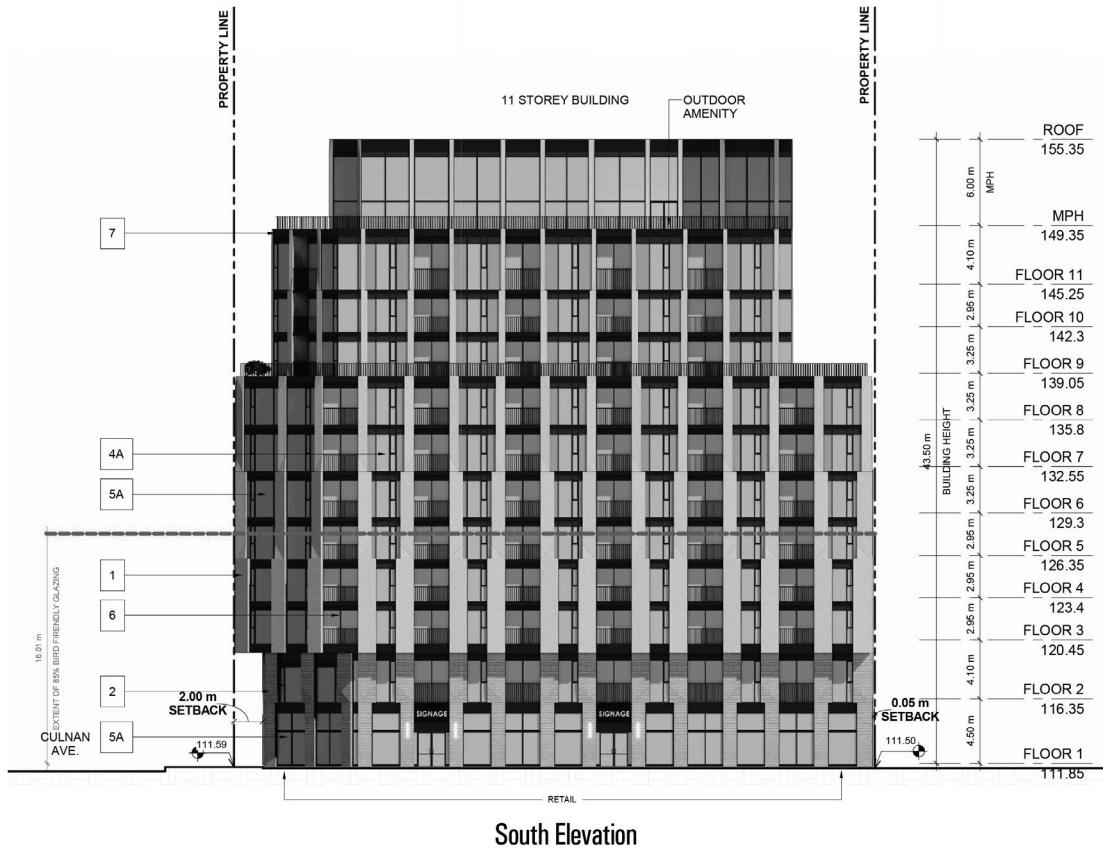 PROPERTY LINE
PROPERTY LINE
11 STOREY BUILDING
OUTDOOR
AMENITY
ROOF
155.35
6.00 m
MPH
MPH
149.35
7
4.10 m
FLOOR 11
145.25
2.95 m
FLOOR 10
142.3
3.25 m
FLOOR 9
139.05
3.25 m
FLOOR 8
135.8
4A
43.50 m
BUILDING HEIGHT
3.25 m
FLOOR 7
132.55
5A
3.25 m
FLOOR 6
129.3
2.95 m
FLOOR 5
126.35
1
2.95 m
FLOOR 4
123.4
6
2.95 m
FLOOR 3
120.45
16.01 m
EXTENT OF 85% BIRD FIRENDLY GLAZING
4.10 m
2
FLOOR 2
116.35
2.00 m
SETBACK
0.05 m
SETBACK
SIGNAGE
SIGNAGE
4.50 m
CULNAN
AVE.
5A
111.59
111.50
FLOOR 1
111.85
RETAIL
South Elevation